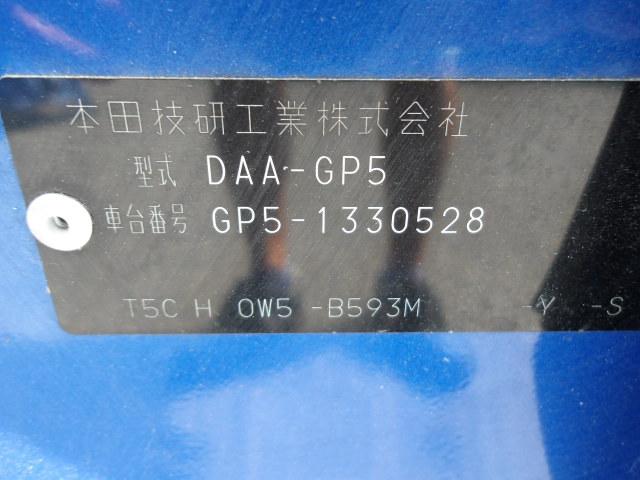 本田技研工業株式会社
型式 DAA-GP5
車台番号 GP5-1330528
T5C H 0W5 -B593M -Y -S